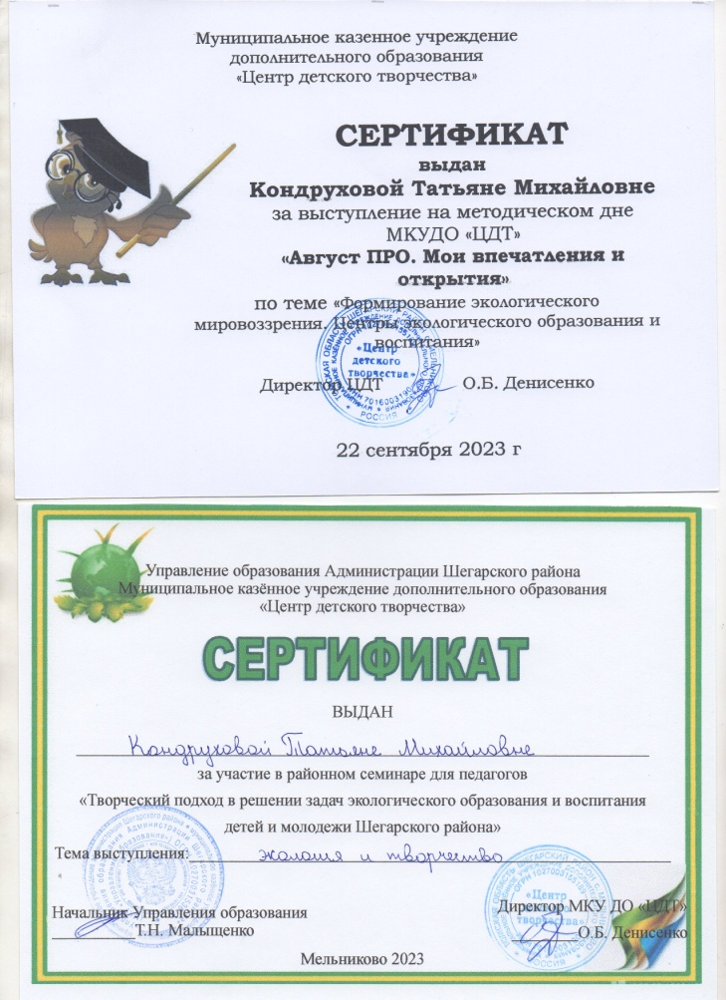 Муниципальное казенное учреждение
дополнительного образования
«Центр детского творчества»
СЕРТИФИКАТ
выдан
Кондруховой Татьяне Михайловне
за выступление на методическом дне
МКУДО «ЦДТ»
«Август ПРО. Мои впечатления и
открытия»
по теме «Формирование экологического
мировоззрения. Центры экологического образования и
воспитания»
«Центр
детского
творчества»
РОССИЯ
Директор ЦДТ О.Б. Денисенко
22 сентября 2023 г
Управление образования Администрации Шегарского района
Муниципальное казённое учреждение дополнительного образования
«Центр детского творчества»
СЕРТИФИКАТ
ВЫДАН
Кондруховой Татьяне Михайловне
за участие в районном семинаре для педагогов
«Творческий подход в решении задач экологического образования и воспитания
детей и молодежи Шегарского района»
Тема выступления: экология и творчество
Начальник Управления образования
Т.Н. Малыщенко
«Центр
детского
творчества»
РОССИЯ
Директор МКУ ДО «ЦДТ»
О.Б. Денисенко
Мельниково 2023